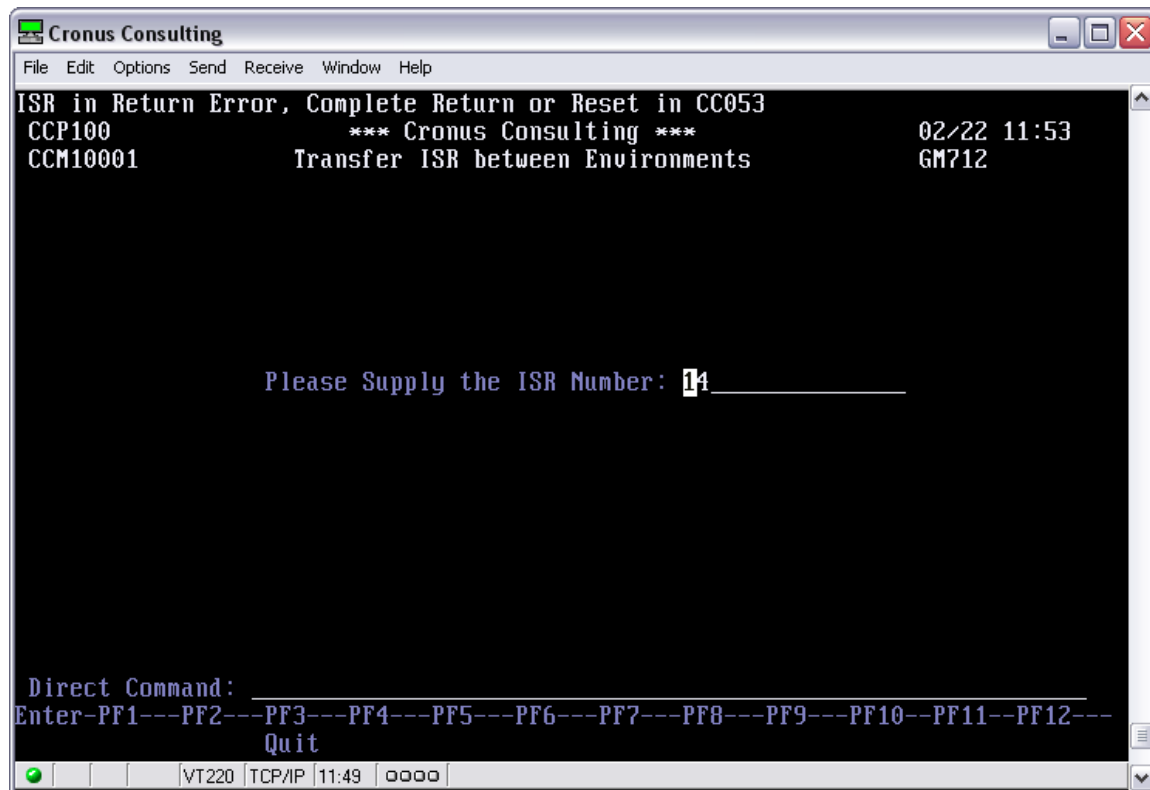 Cronus Consulting
File Edit Options Send Receive Window Help
ISR in Return Error, Complete Return or Reset in CC053
CCP100 *** Cronus Consulting *** 02/22 11:53
CCM10001 Transfer ISR between Environments GM712
Please Supply the ISR Number: 14_______________
Direct Command: ____________________________________________________________
Enter-PF1---PF2---PF3---PF4---PF5---PF6---PF7---PF8---PF9---PF10--PF11--PF12---
Quit
VT220 TCP/IP 11:49